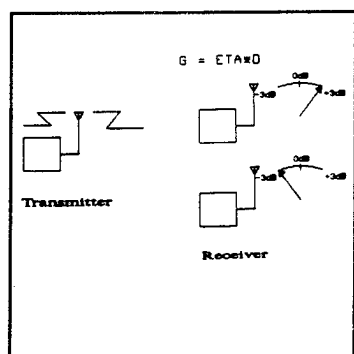 G = ETA*D
0dB
-3dB
+3dB
0dB
-3dB
+3dB
Transmitter
Receiver